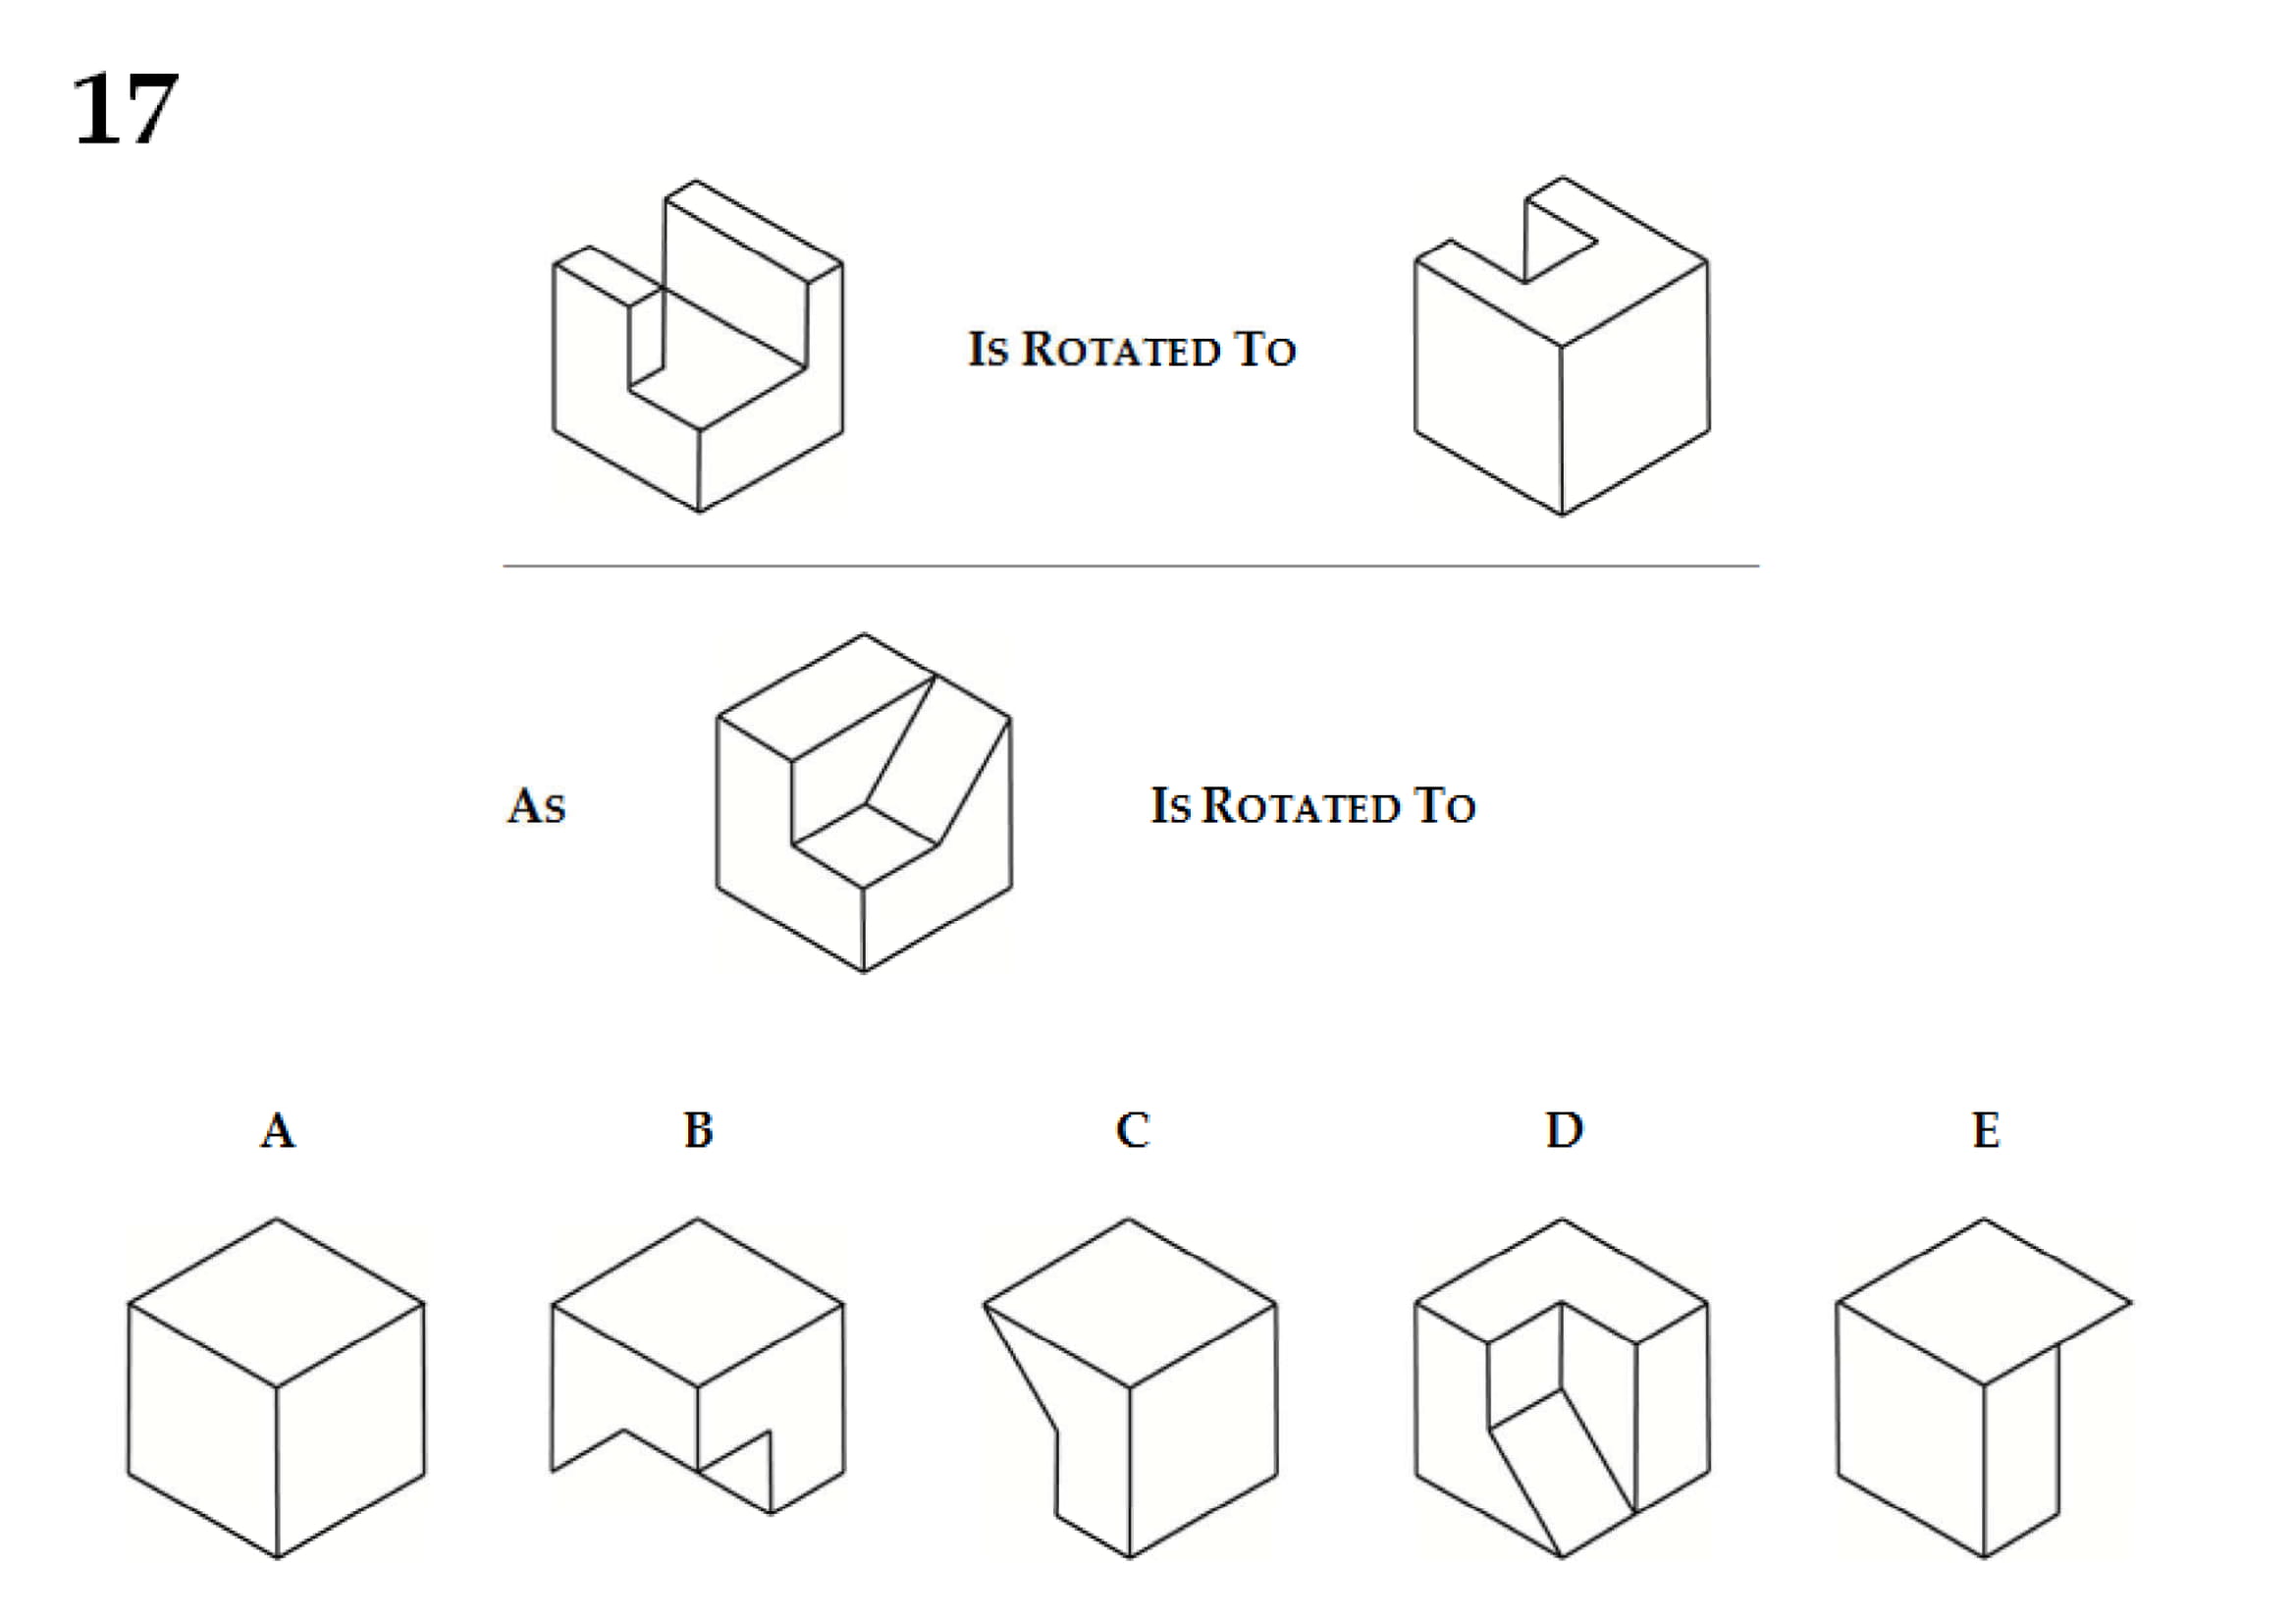 17
IS ROTATED TO
AS
IS ROTATED TO
A B C D E